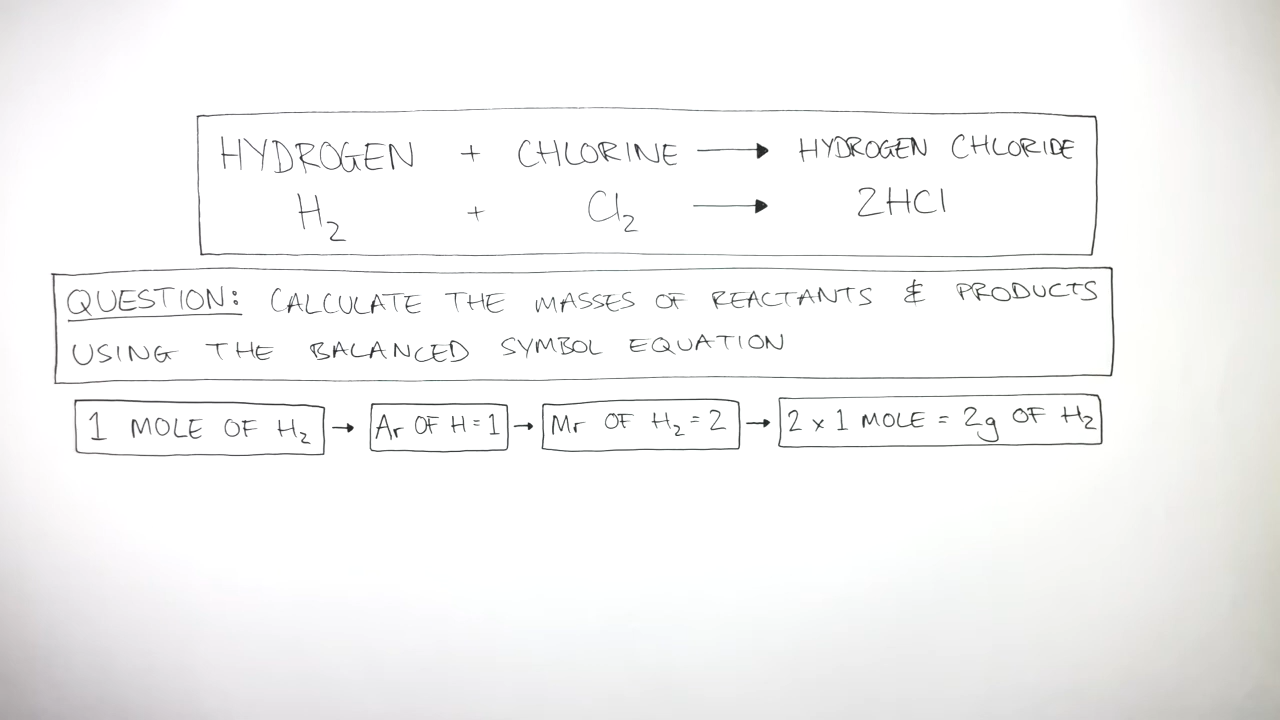 HYDROGEN + CHLORINE → HYDROGEN CHLORIDE
H₂ + Cl₂ → 2HCl
QUESTION: CALCULATE THE MASSES OF REACTANTS & PRODUCTS
USING THE BALANCED SYMBOL EQUATION
1 MOLE OF H₂ → Ar OF H = 1 → Mr OF H₂ = 2 → 2 x 1 MOLE = 2g OF H₂